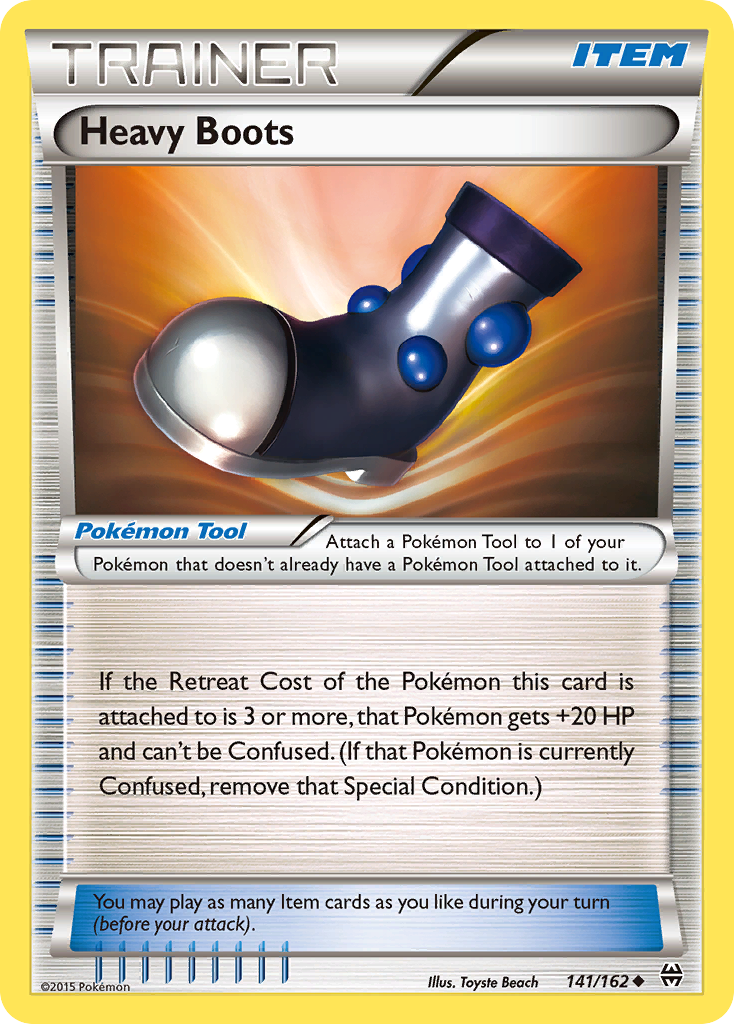 TRAINER
ITEM
Heavy Boots
Pokémon Tool
Attach a Pokémon Tool to 1 of your
Pokémon that doesn't already have a Pokémon Tool attached to it.
If the Retreat Cost of the Pokémon this card is
attached to is 3 or more, that Pokémon gets +20 HP
and can't be Confused. (If that Pokémon is currently
Confused, remove that Special Condition.)
You may play as many Item cards as you like during your turn
(before your attack).
©2015 Pokémon
Illus. Toyste Beach
141/162